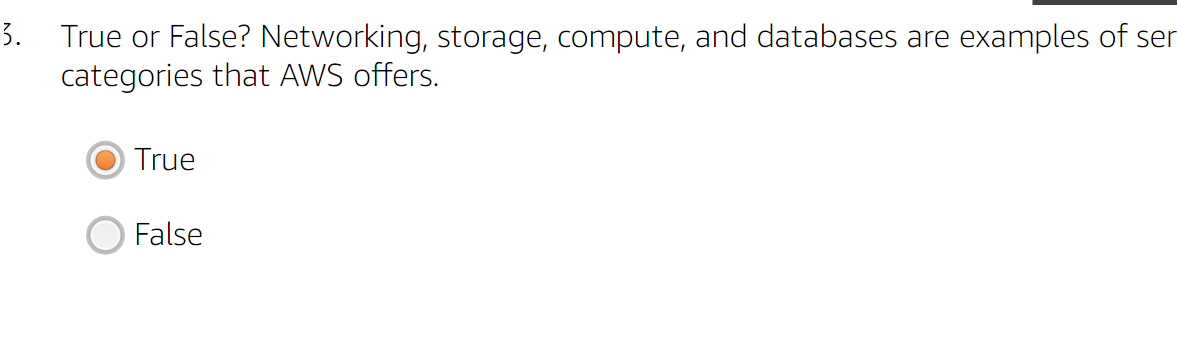 3. True or False? Networking, storage, compute, and databases are examples of ser
categories that AWS offers.
True
False